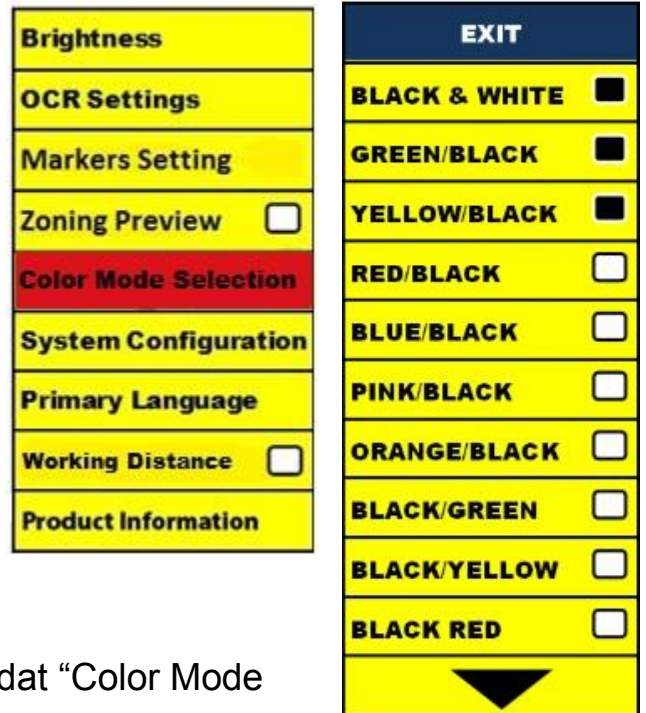 Brightness
OCR Settings
Markers Setting
Zoning Preview
Color Mode Selection
System Configuration
Primary Language
Working Distance
Product Information
EXIT
BLACK & WHITE
GREEN/BLACK
YELLOW/BLACK
RED/BLACK
BLUE/BLACK
PINK/BLACK
ORANGE/BLACK
BLACK/GREEN
BLACK/YELLOW
BLACK RED
dat “Color Mode